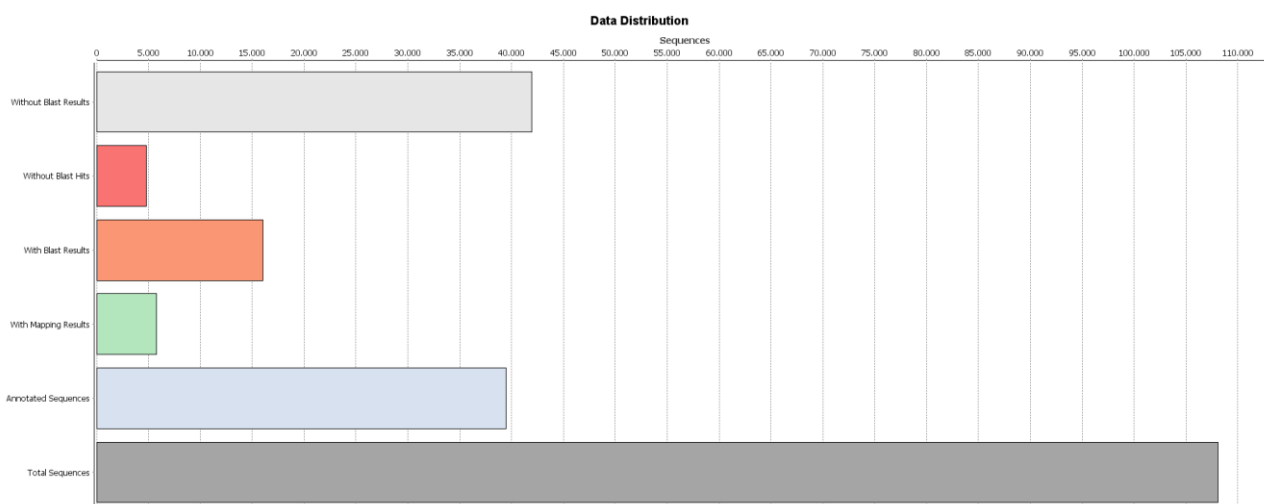 Data Distribution
Sequences
0 5.000 10.000 15.000 20.000 25.000 30.000 35.000 40.000 45.000 50.000 55.000 60.000 65.000 70.000 75.000 80.000 85.000 90.000 95.000 100.000 105.000 110.000
Without Blast Results
Without Blast Hits
With Blast Results
With Mapping Results
Annotated Sequences
Total Sequences